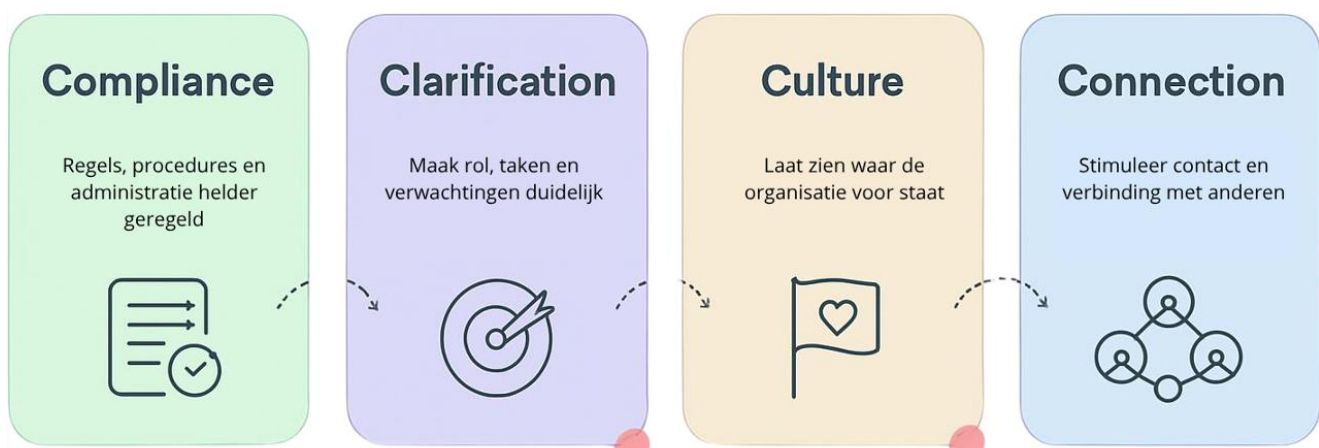 Compliance
Regels, procedures en
administratie helder
geregeld
Clarification
Maak rol, taken en
verwachtingen duidelijk
Culture
Laat zien waar de
organisatie voor staat
Connection
Stimuleer contact en
verbinding met anderen